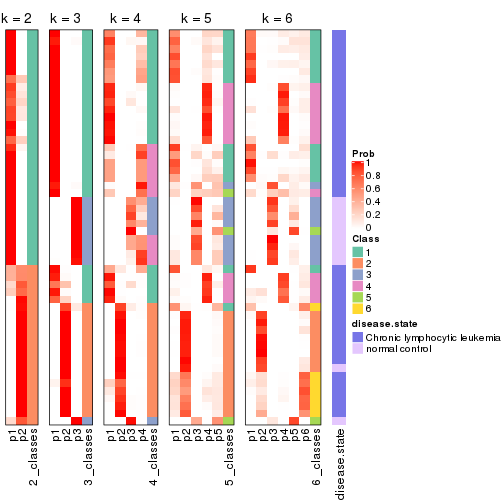 k = 2 k = 3 k = 4 k = 5 k = 6
Prob
1
0.8
0.6
0.4
0.2
0
Class
1
2
3
4
5
6
disease.state
Chronic lymphocytic leukemia
normal control
p1 p2 2_classes p1 p2 p3 3_classes p1 p2 p3 p4 4_classes p1 p2 p3 p4 p5 5_classes p1 p2 p3 p4 p5 p6 6_classes disease.state